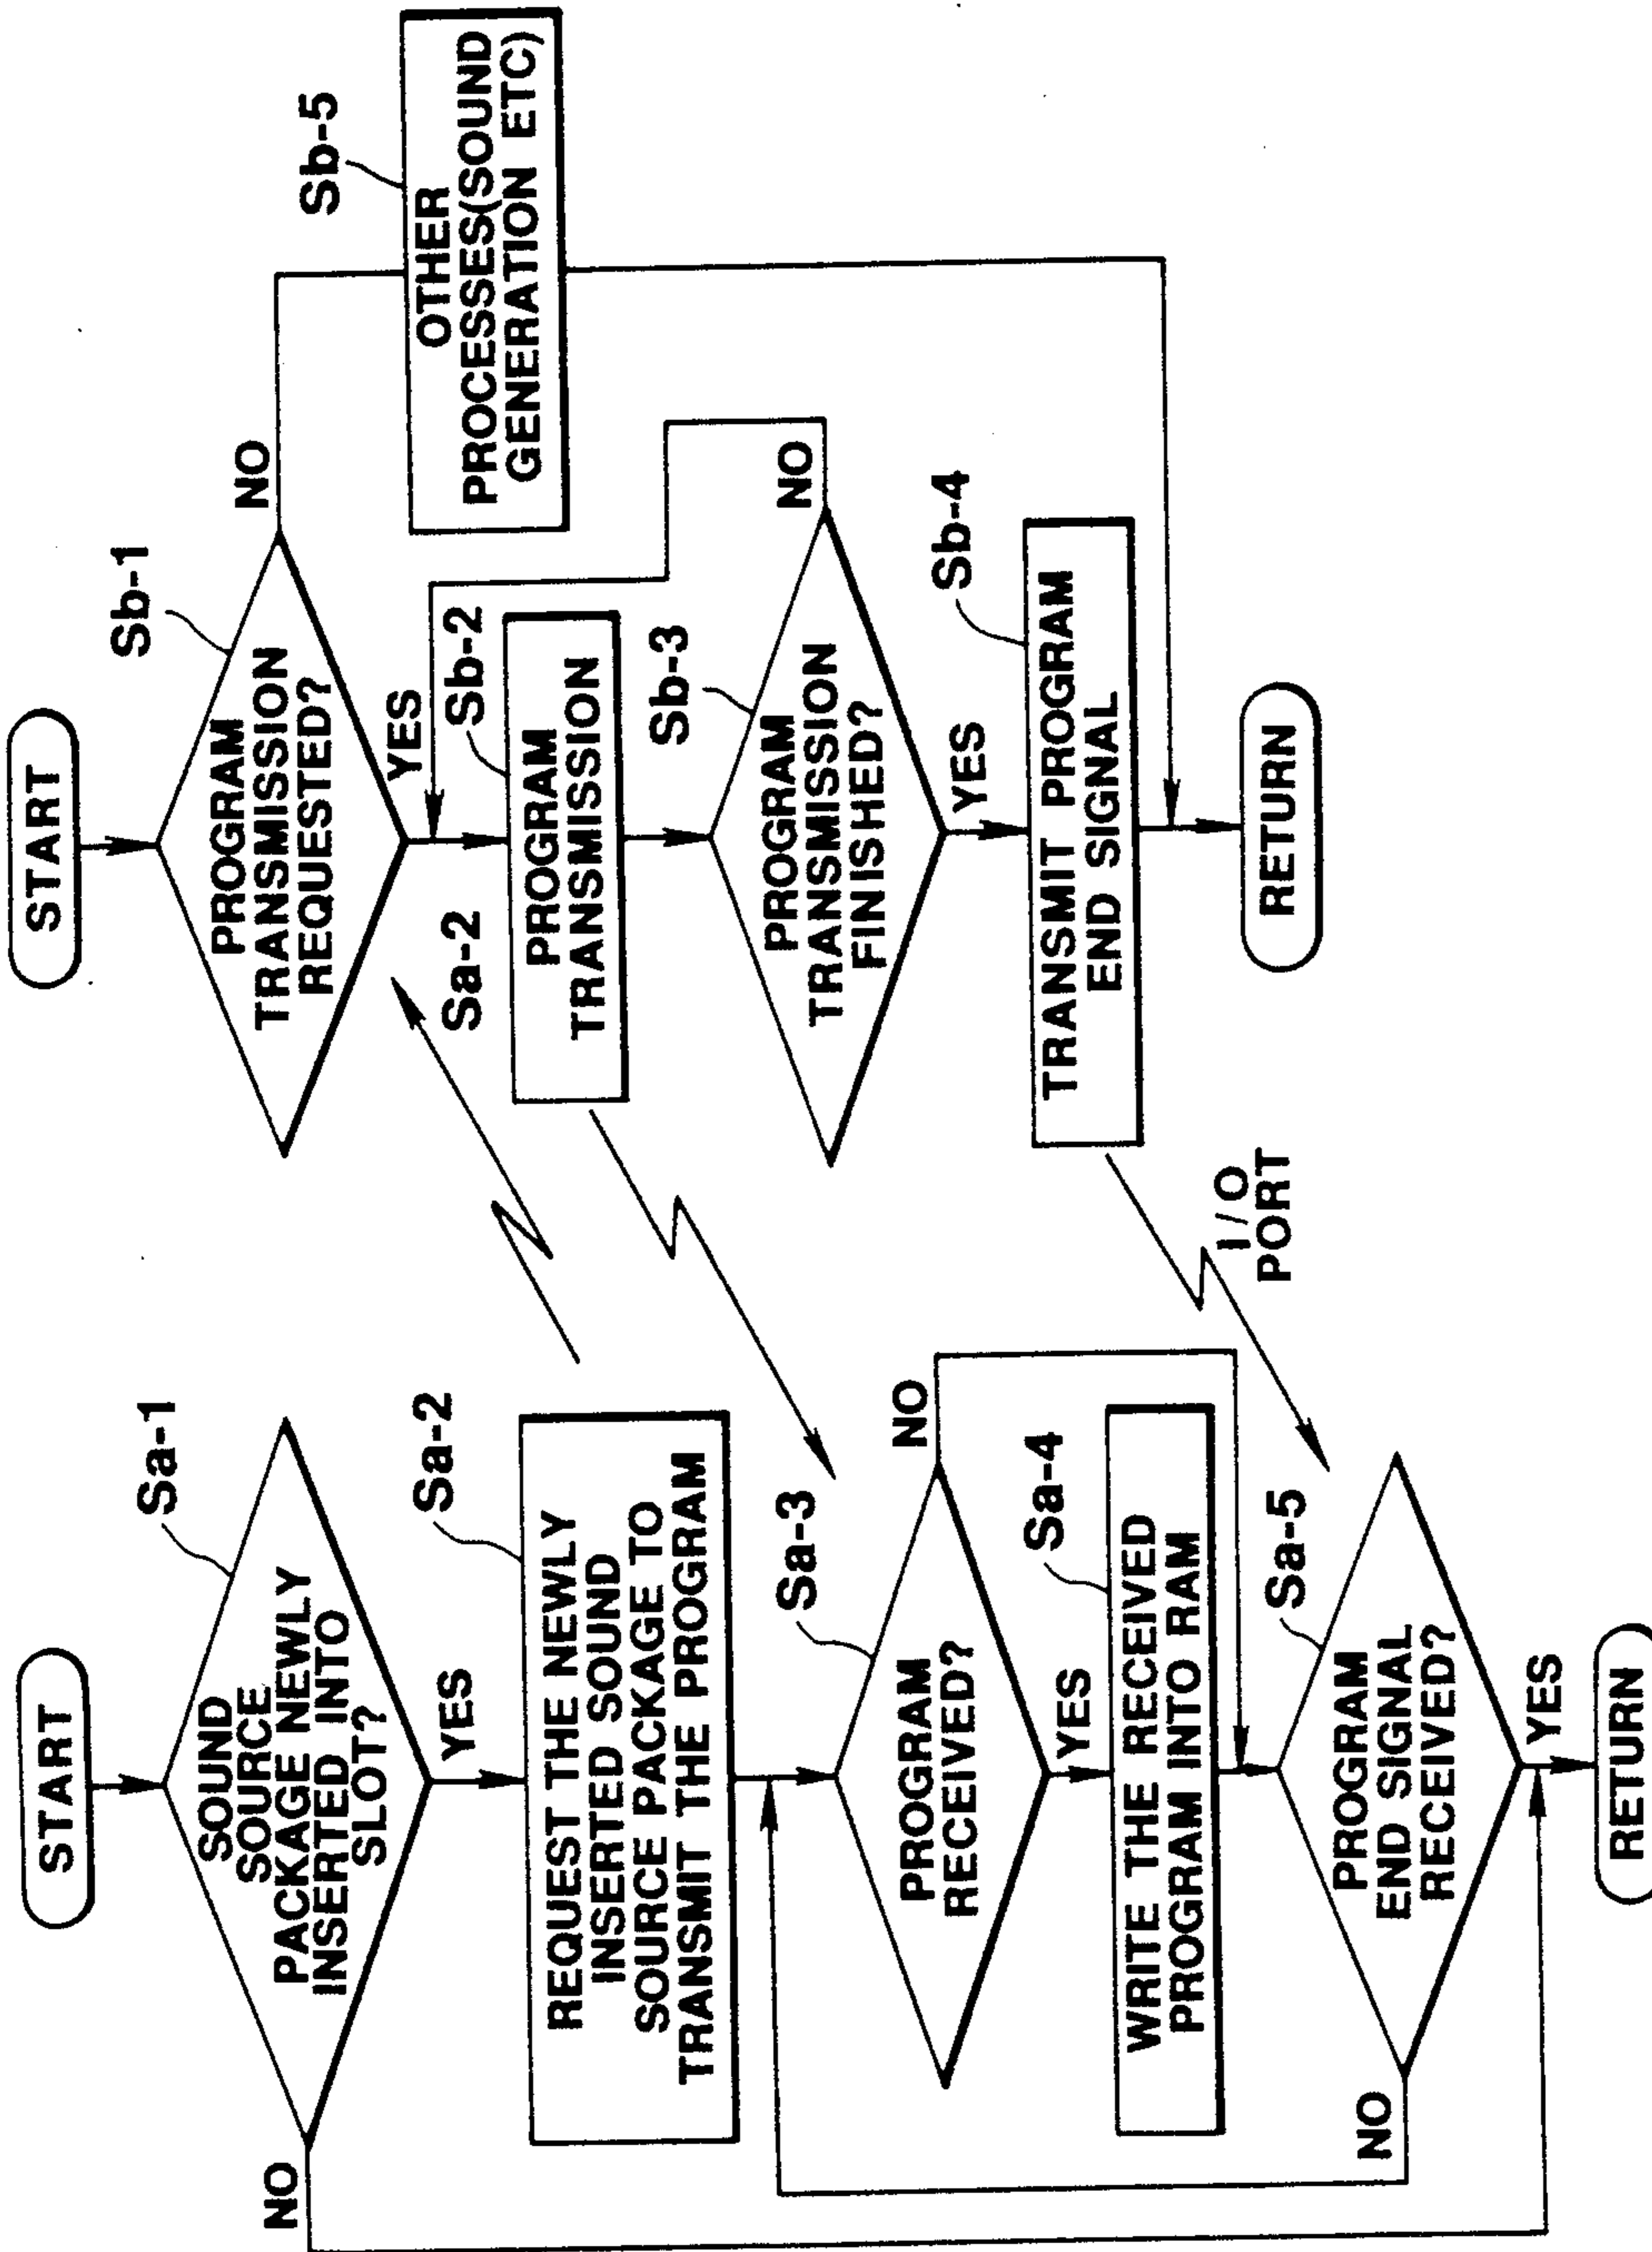 START
Sa-1
SOUND
SOURCE
PACKAGE NEWLY
INSERTED INTO
SLOT?
NO
YES
Sa-2
REQUEST THE NEWLY
INSERTED SOUND
SOURCE PACKAGE TO
TRANSMIT THE PROGRAM
Sa-3
PROGRAM
RECEIVED?
NO
YES
Sa-4
WRITE THE RECEIVED
PROGRAM INTO RAM
Sa-5
PROGRAM
END SIGNAL
RECEIVED?
NO
YES
RETURN
START
Sb-1
PROGRAM
TRANSMISSION
REQUESTED?
NO
YES
Sa-2
Sb-2
PROGRAM
TRANSMISSION
Sb-3
PROGRAM
TRANSMISSION
FINISHED?
NO
YES
Sb-4
TRANSMIT PROGRAM
END SIGNAL
I/O
PORT
RETURN
Sb-5
OTHER
PROCESSES(SOUND
GENERATION ETC)